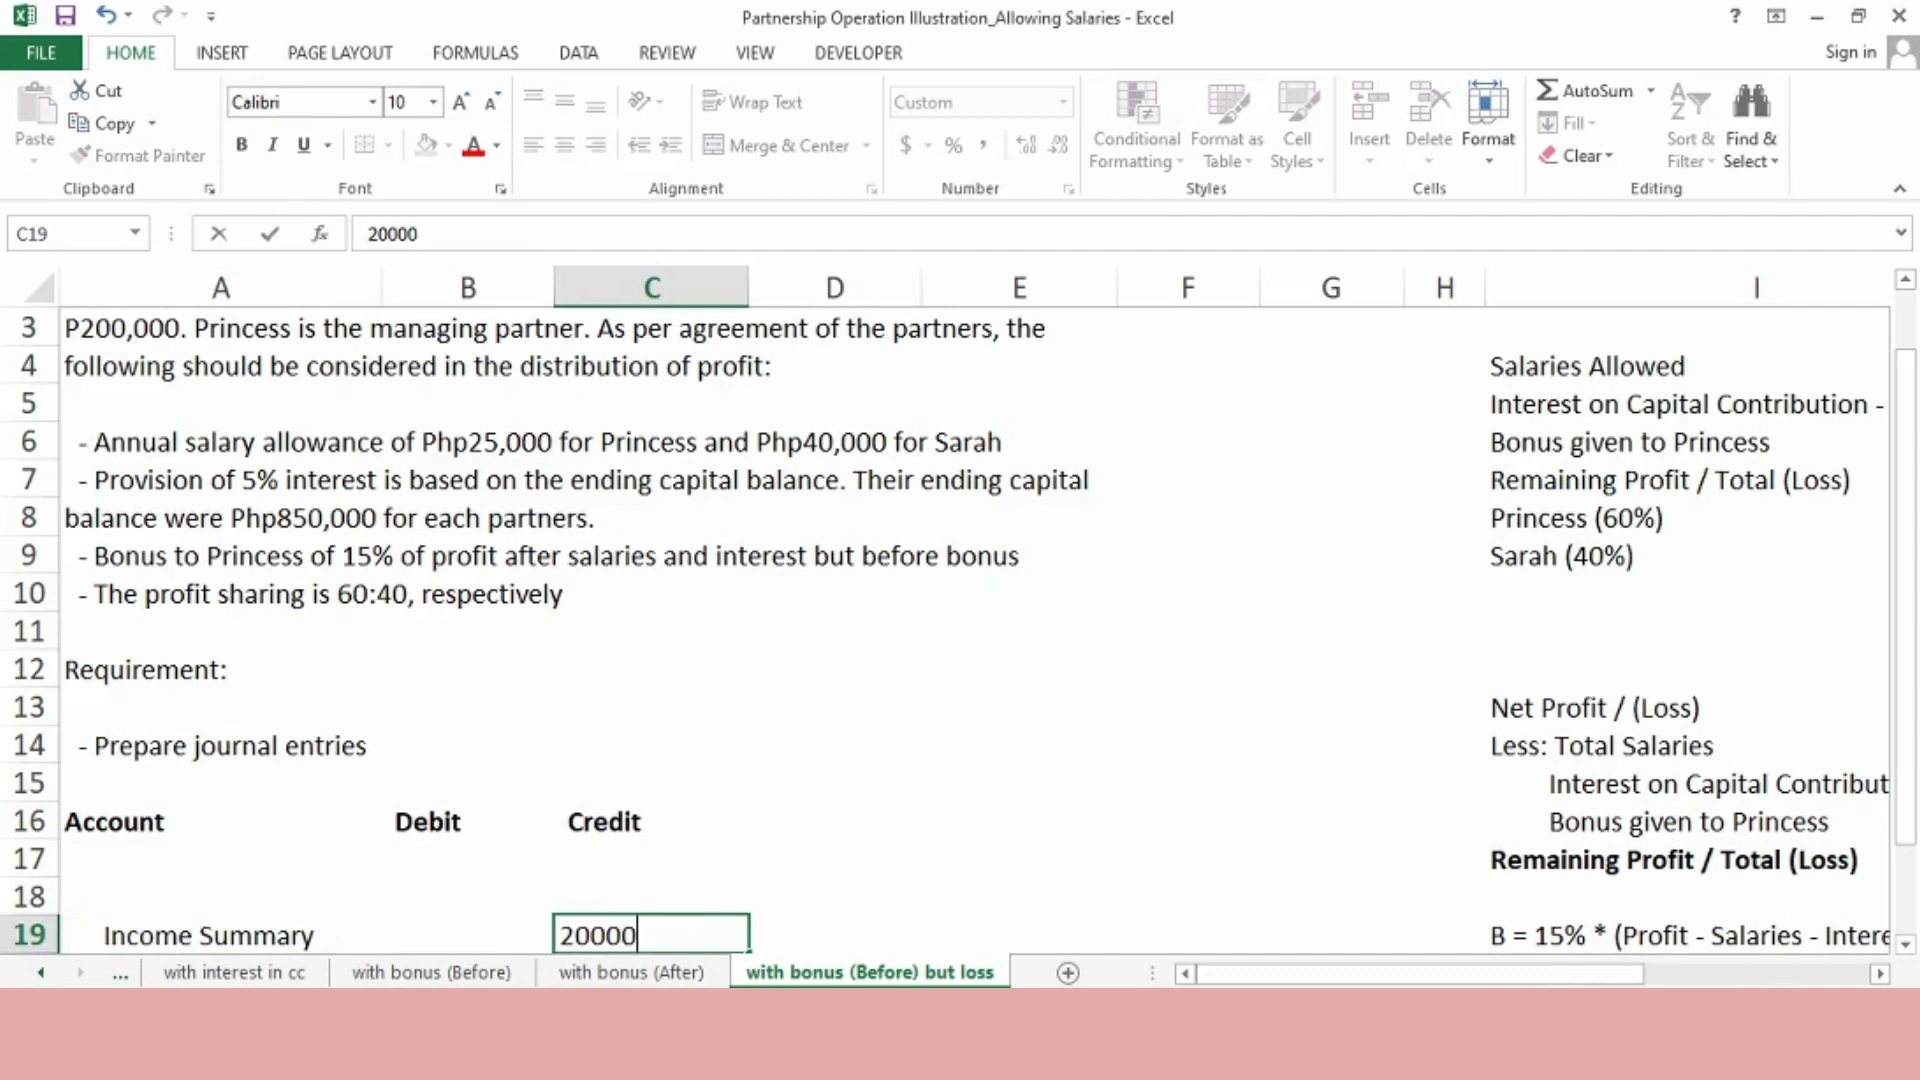 Partnership Operation Illustration_Allowing Salaries - Excel
?
FILE HOME INSERT PAGE LAYOUT FORMULAS DATA REVIEW VIEW DEVELOPER Sign in
Paste
Cut
Copy
Format Painter
Clipboard
Calibri 10
B I U A
Font
Wrap Text
Merge & Center
Alignment
Custom
$ % ,
Number
Conditional Formatting
Format as Table
Cell Styles
Styles
Insert Delete Format
Cells
AutoSum
Fill
Clear
Sort & Filter
Find & Select
Editing
C19 fx 20000
A B C D E F G H I
3 P200,000. Princess is the managing partner. As per agreement of the partners, the
4 following should be considered in the distribution of profit: Salaries Allowed
5 Interest on Capital Contribution -
6 - Annual salary allowance of Php25,000 for Princess and Php40,000 for Sarah Bonus given to Princess
7 - Provision of 5% interest is based on the ending capital balance. Their ending capital Remaining Profit / Total (Loss)
8 balance were Php850,000 for each partners. Princess (60%)
9 - Bonus to Princess of 15% of profit after salaries and interest but before bonus Sarah (40%)
10 - The profit sharing is 60:40, respectively
11
12 Requirement:
13 Net Profit / (Loss)
14 - Prepare journal entries Less: Total Salaries
15 Interest on Capital Contribut
16 Account Debit Credit Bonus given to Princess
17 Remaining Profit / Total (Loss)
18
19 Income Summary 20000 B = 15% * (Profit - Salaries - Intere
... with interest in cc with bonus (Before) with bonus (After) with bonus (Before) but loss